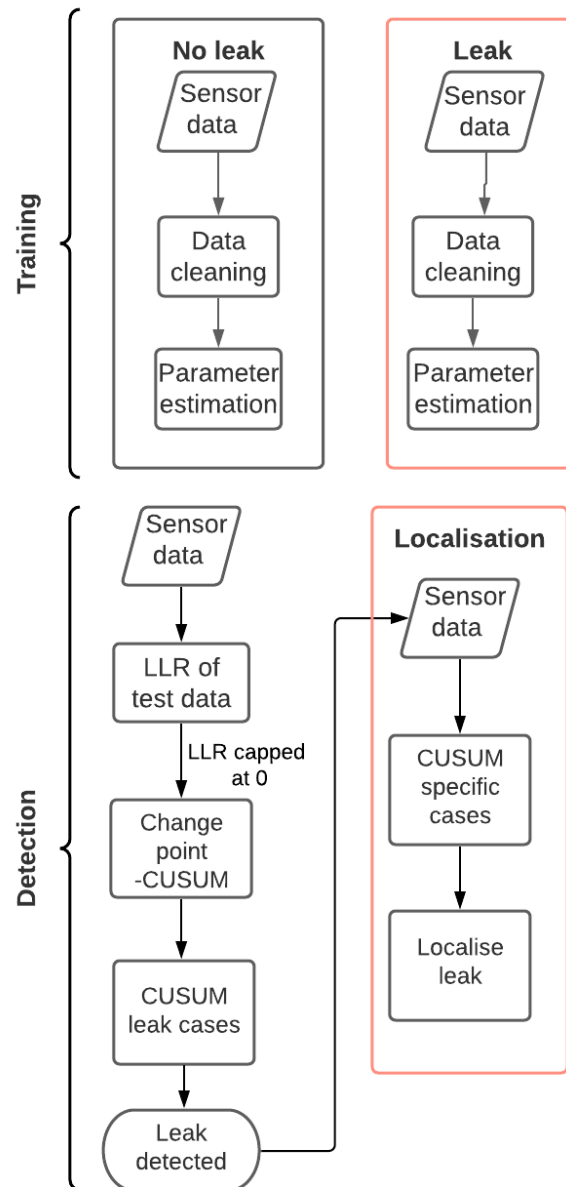 Training
No leak
Sensor
data
Data
cleaning
Parameter
estimation
Leak
Sensor
data
Data
cleaning
Parameter
estimation
Detection
Sensor
data
LLR of
test data
LLR capped
at 0
Change
point
-CUSUM
CUSUM
leak cases
Leak
detected
Localisation
Sensor
data
CUSUM
specific
cases
Localise
leak